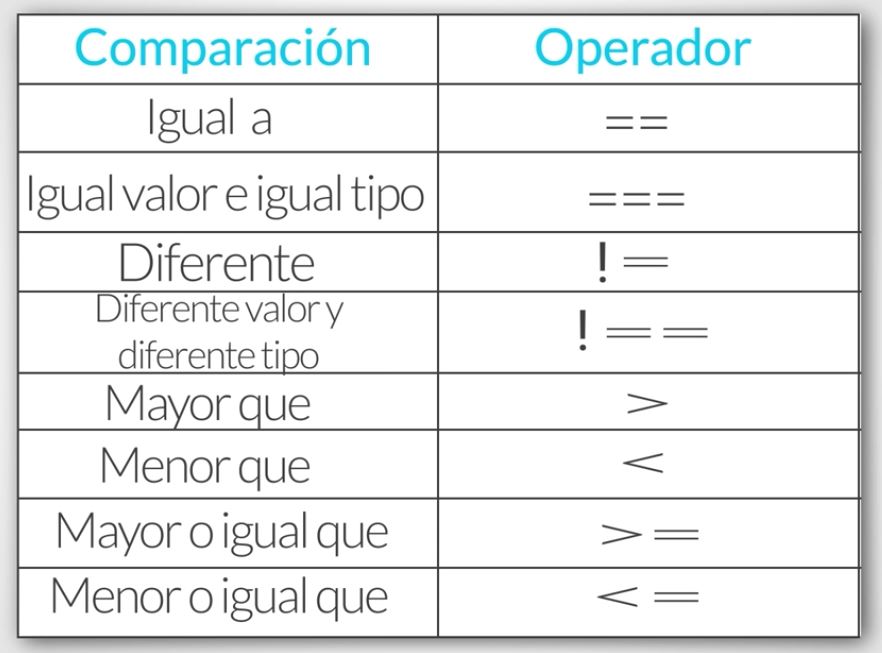 Comparación Operador
Igual a ==
Igual valor e igual tipo ===
Diferente !=
Diferente valor y
diferente tipo !==
Mayor que >
Menor que <
Mayor o igual que >=
Menor o igual que <=